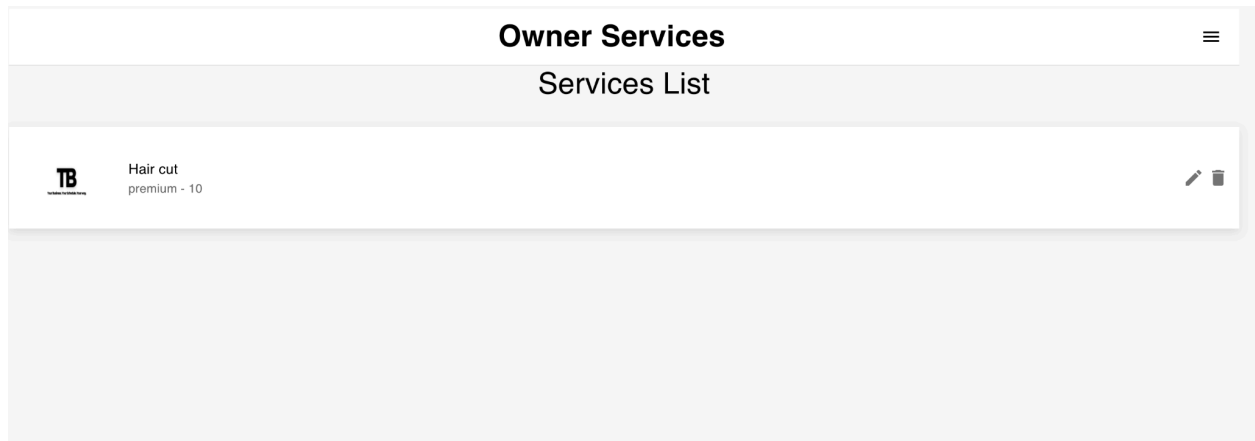 Owner Services
Services List
TB
Hair cut
premium - 10